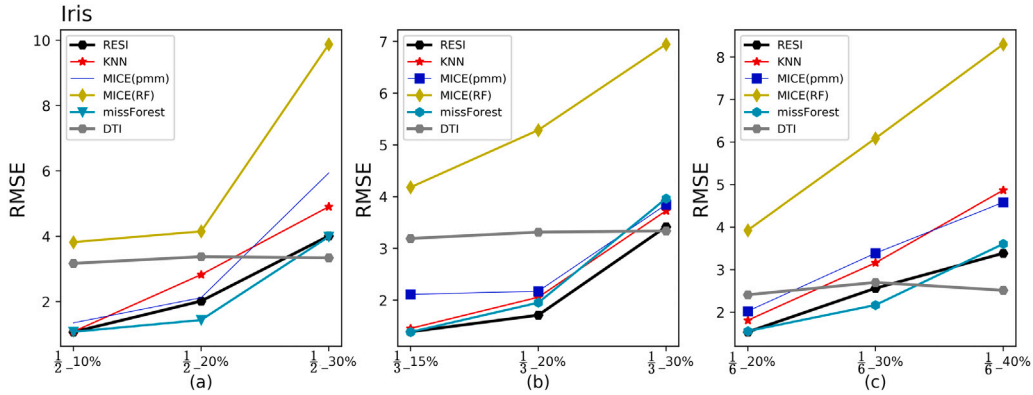 Iris
RMSE
10
8
6
4
2
RESI
KNN
MICE(pmm)
MICE(RF)
missForest
DTI
1/2_10%
1/2_20%
1/2_30%
(a)
RMSE
7
6
5
4
3
2
RESI
KNN
MICE(pmm)
MICE(RF)
missForest
DTI
1/3_15%
1/3_20%
1/3_30%
(b)
RMSE
8
7
6
5
4
3
2
RESI
KNN
MICE(pmm)
MICE(RF)
missForest
DTI
1/6_20%
1/6_30%
1/6_40%
(c)